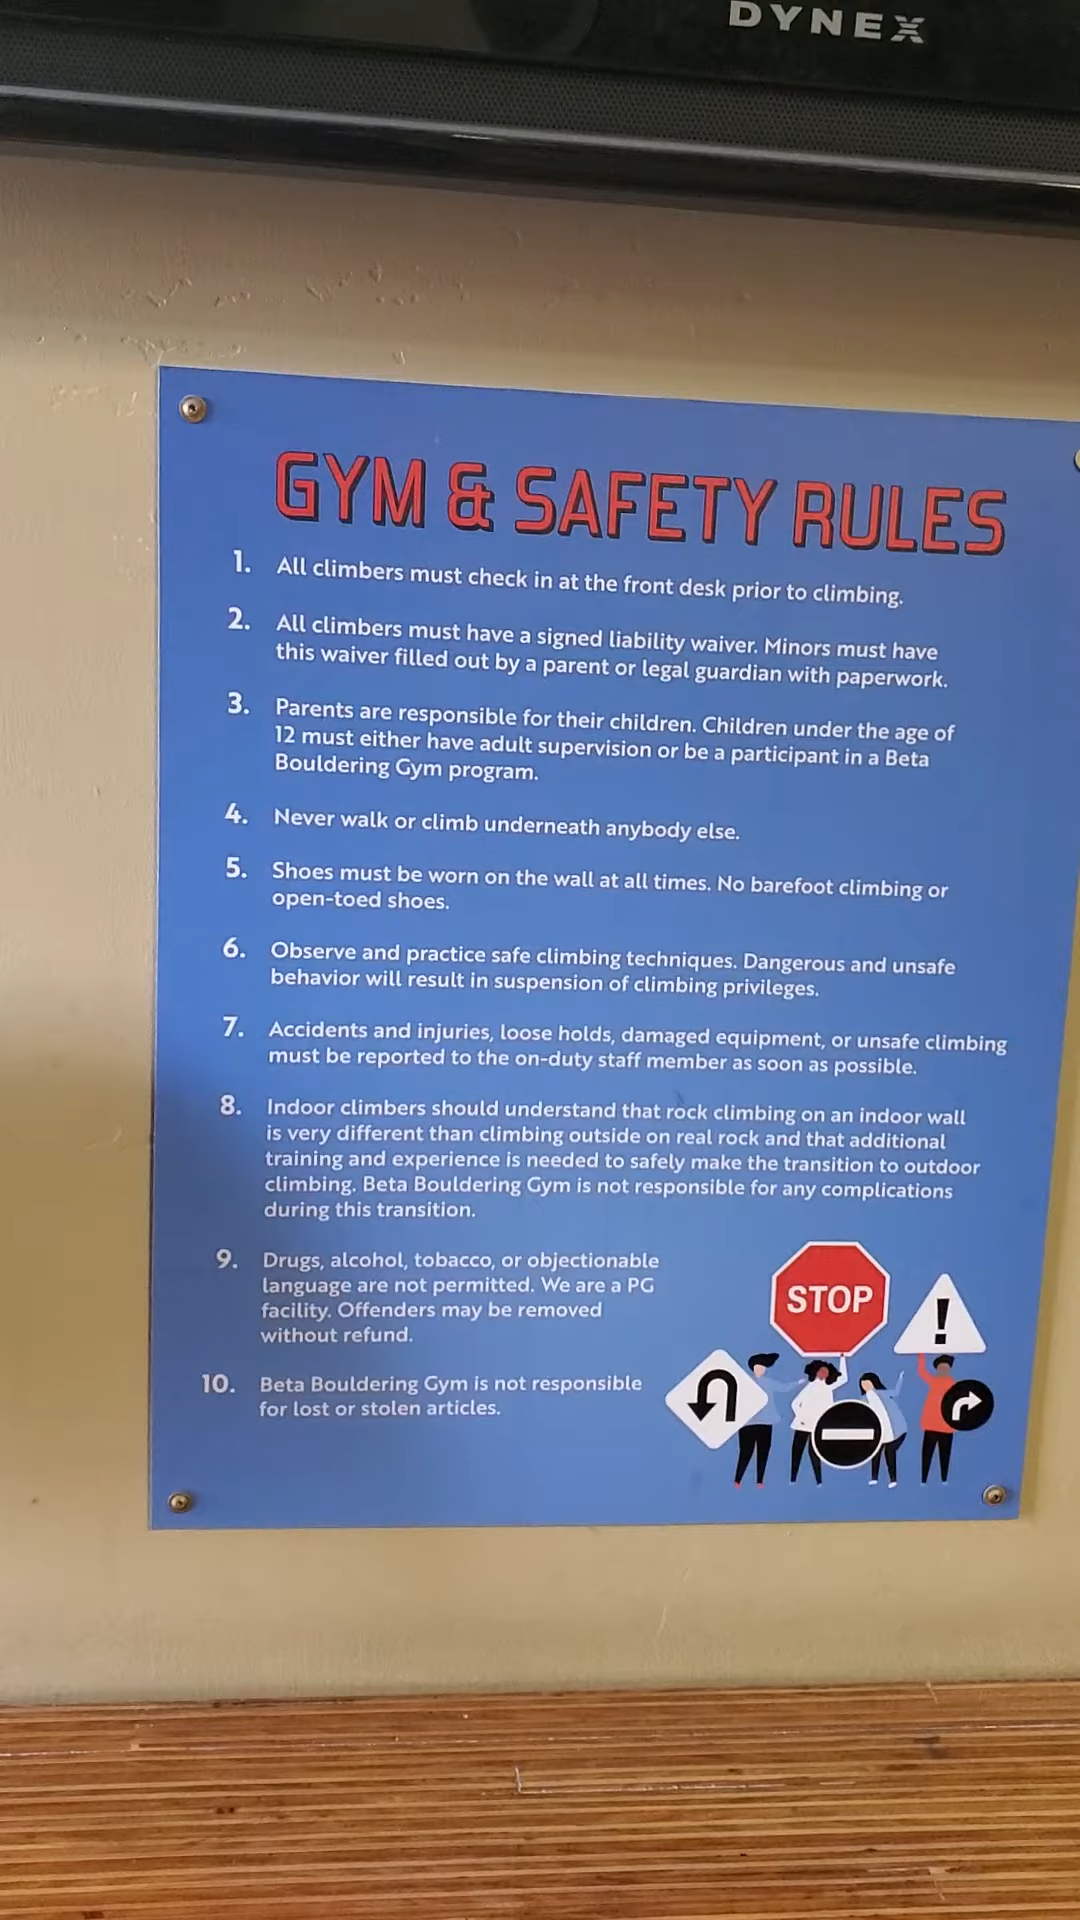 DYNEX
GYM & SAFETY RULES
1. All climbers must check in at the front desk prior to climbing.
2. All climbers must have a signed liability waiver. Minors must have
this waiver filled out by a parent or legal guardian with paperwork.
3. Parents are responsible for their children. Children under the age of
12 must either have adult supervision or be a participant in a Beta
Bouldering Gym program.
4. Never walk or climb underneath anybody else.
5. Shoes must be worn on the wall at all times. No barefoot climbing or
open-toed shoes.
6. Observe and practice safe climbing techniques. Dangerous and unsafe
behavior will result in suspension of climbing privileges.
7. Accidents and injuries, loose holds, damaged equipment, or unsafe climbing
must be reported to the on-duty staff member as soon as possible.
8. Indoor climbers should understand that rock climbing on an indoor wall
is very different than climbing outside on real rock and that additional
training and experience is needed to safely make the transition to outdoor
climbing. Beta Bouldering Gym is not responsible for any complications
during this transition.
9. Drugs, alcohol, tobacco, or objectionable
language are not permitted. We are a PG
facility. Offenders may be removed
without refund.
10. Beta Bouldering Gym is not responsible
for lost or stolen articles.
STOP
!